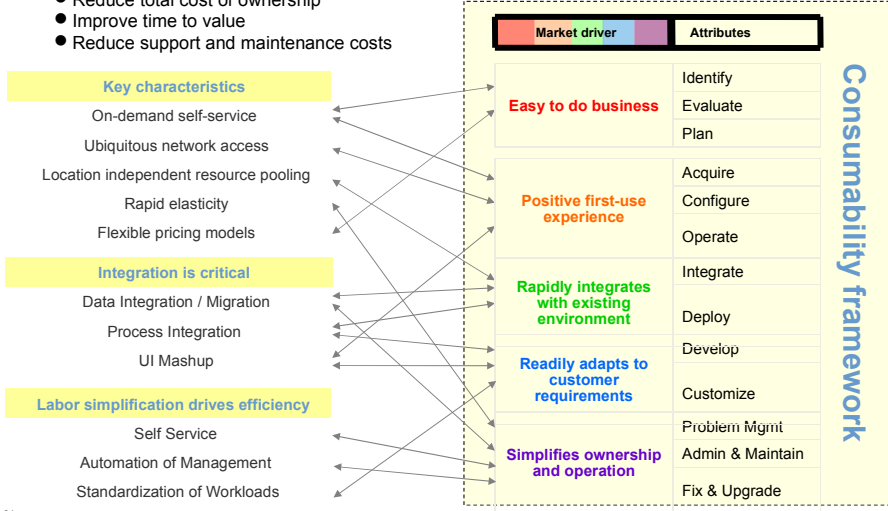 ● Reduce total cost of ownership
● Improve time to value
● Reduce support and maintenance costs
Key characteristics
On-demand self-service
Ubiquitous network access
Location independent resource pooling
Rapid elasticity
Flexible pricing models
Integration is critical
Data Integration / Migration
Process Integration
UI Mashup
Labor simplification drives efficiency
Self Service
Automation of Management
Standardization of Workloads
Market driver
Attributes
Easy to do business
Identify
Evaluate
Plan
Positive first-use
experience
Acquire
Configure
Operate
Rapidly integrates
with existing
environment
Integrate
Deploy
Readily adapts to
customer
requirements
Develop
Customize
Simplifies ownership
and operation
Problem Mgmt
Admin & Maintain
Fix & Upgrade
Consumability framework